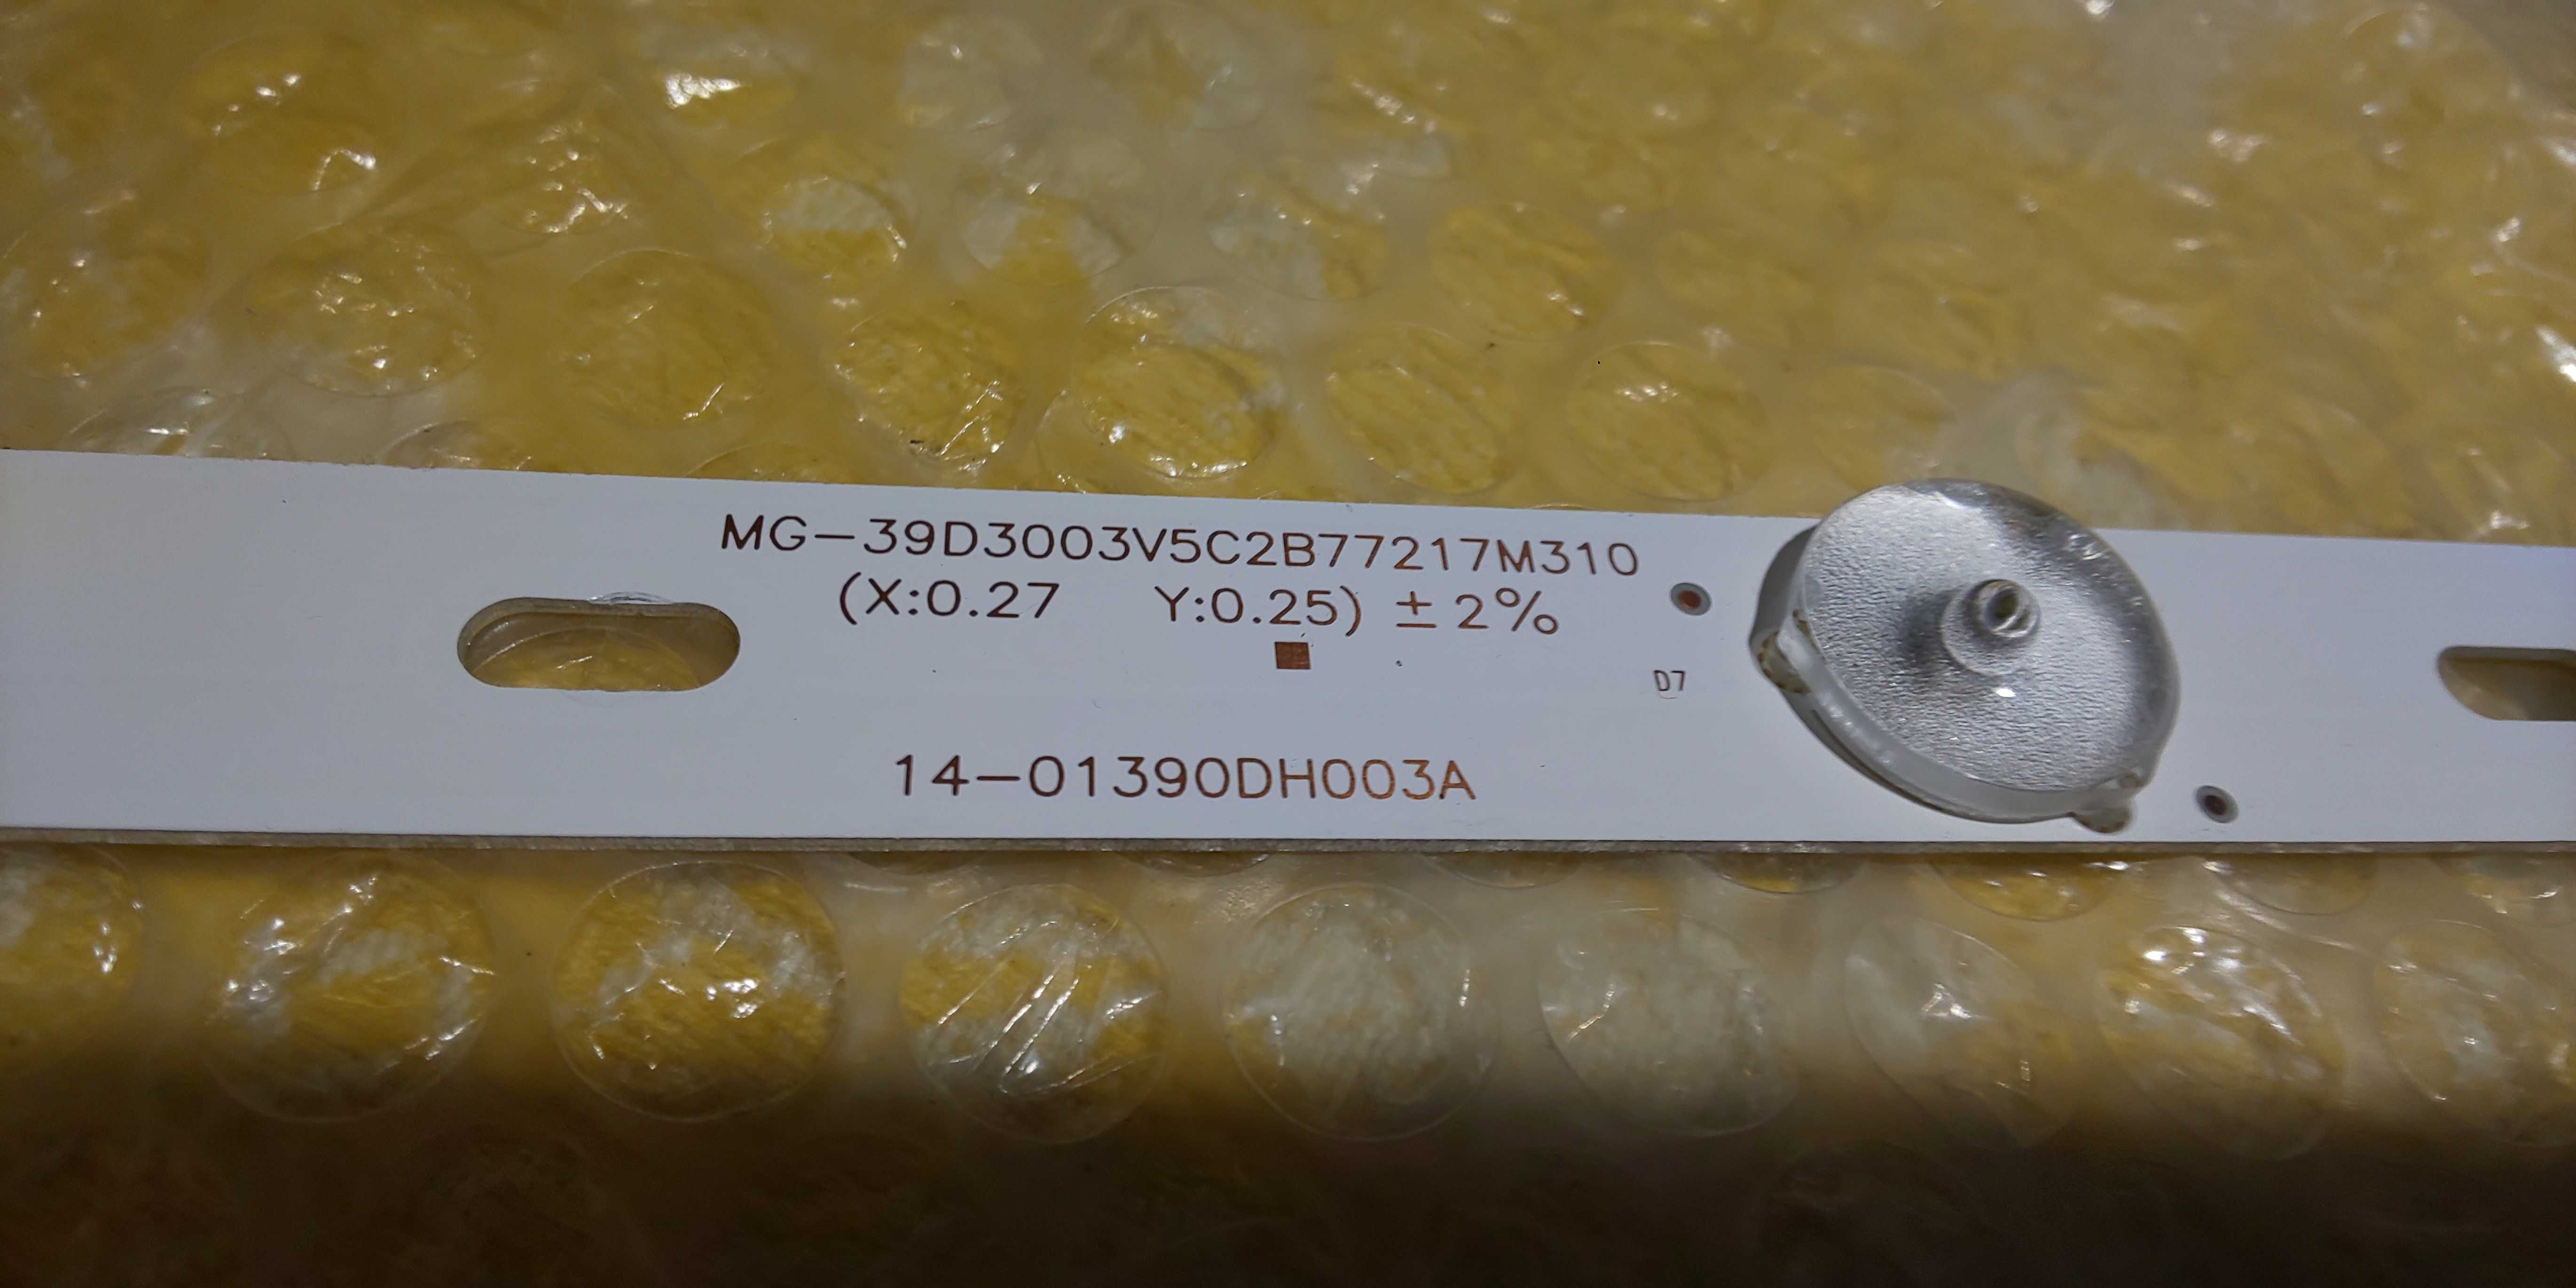 MG-39D3003V5C2B77217M310
(X:0.27 Y:0.25) ± 2%
D7
14-01390DH003A